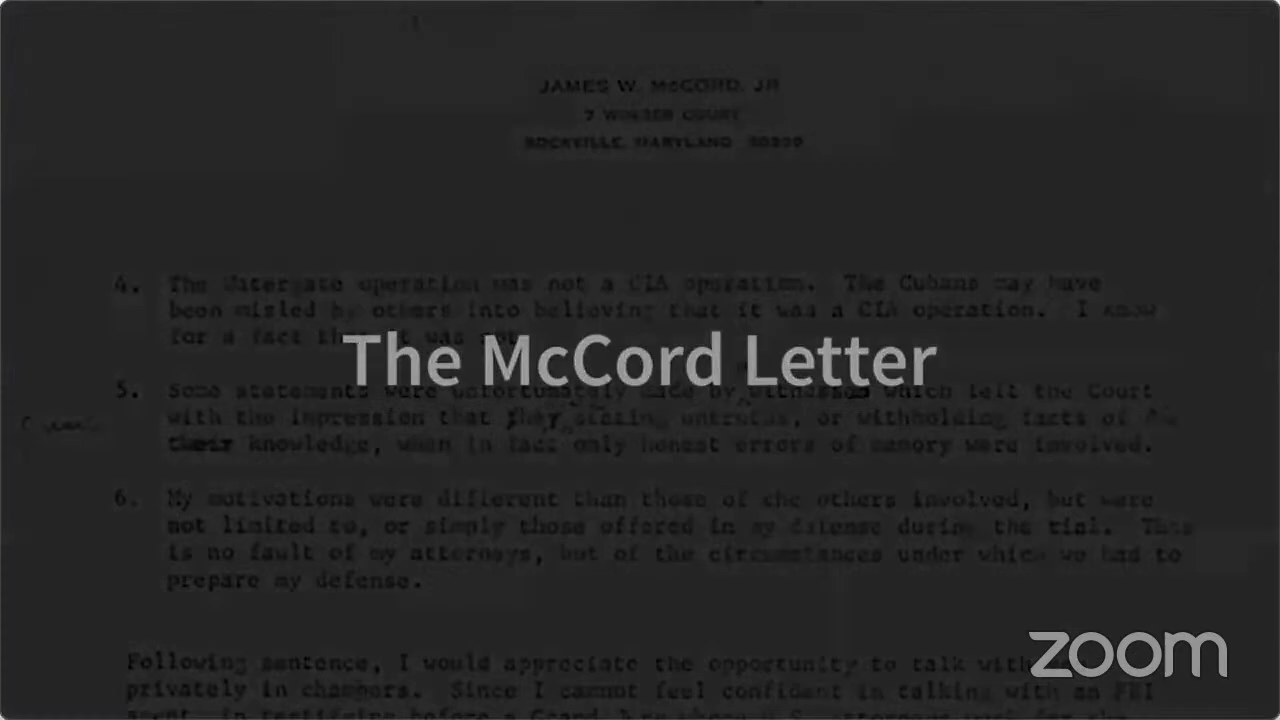 JAMES W. McCORD, JR
7 WINDER COURT
ROCKVILLE, MARYLAND 20850
4. The Watergate operation was not a CIA operation. The Cubans may have
been misled by others into believing that it was a CIA operation. I know
for a fact that it was not.
The McCord Letter
5. Some statements were unfortunately made by witnesses which left the Court
with the impression that they stating untruths, or withholding facts of
their knowledge, when in fact only honest errors of memory were involved.
6. My motivations were different than those of the others involved, but were
not limited to, or simply those offered in my defense during the trial. This
is no fault of my attorneys, but of the circumstances under which we had to
prepare my defense.
zoom
Following sentence, I would appreciate the opportunity to talk with you
privately in chambers. Since I cannot feel confident in talking with an FBI
in testifying before a Grand